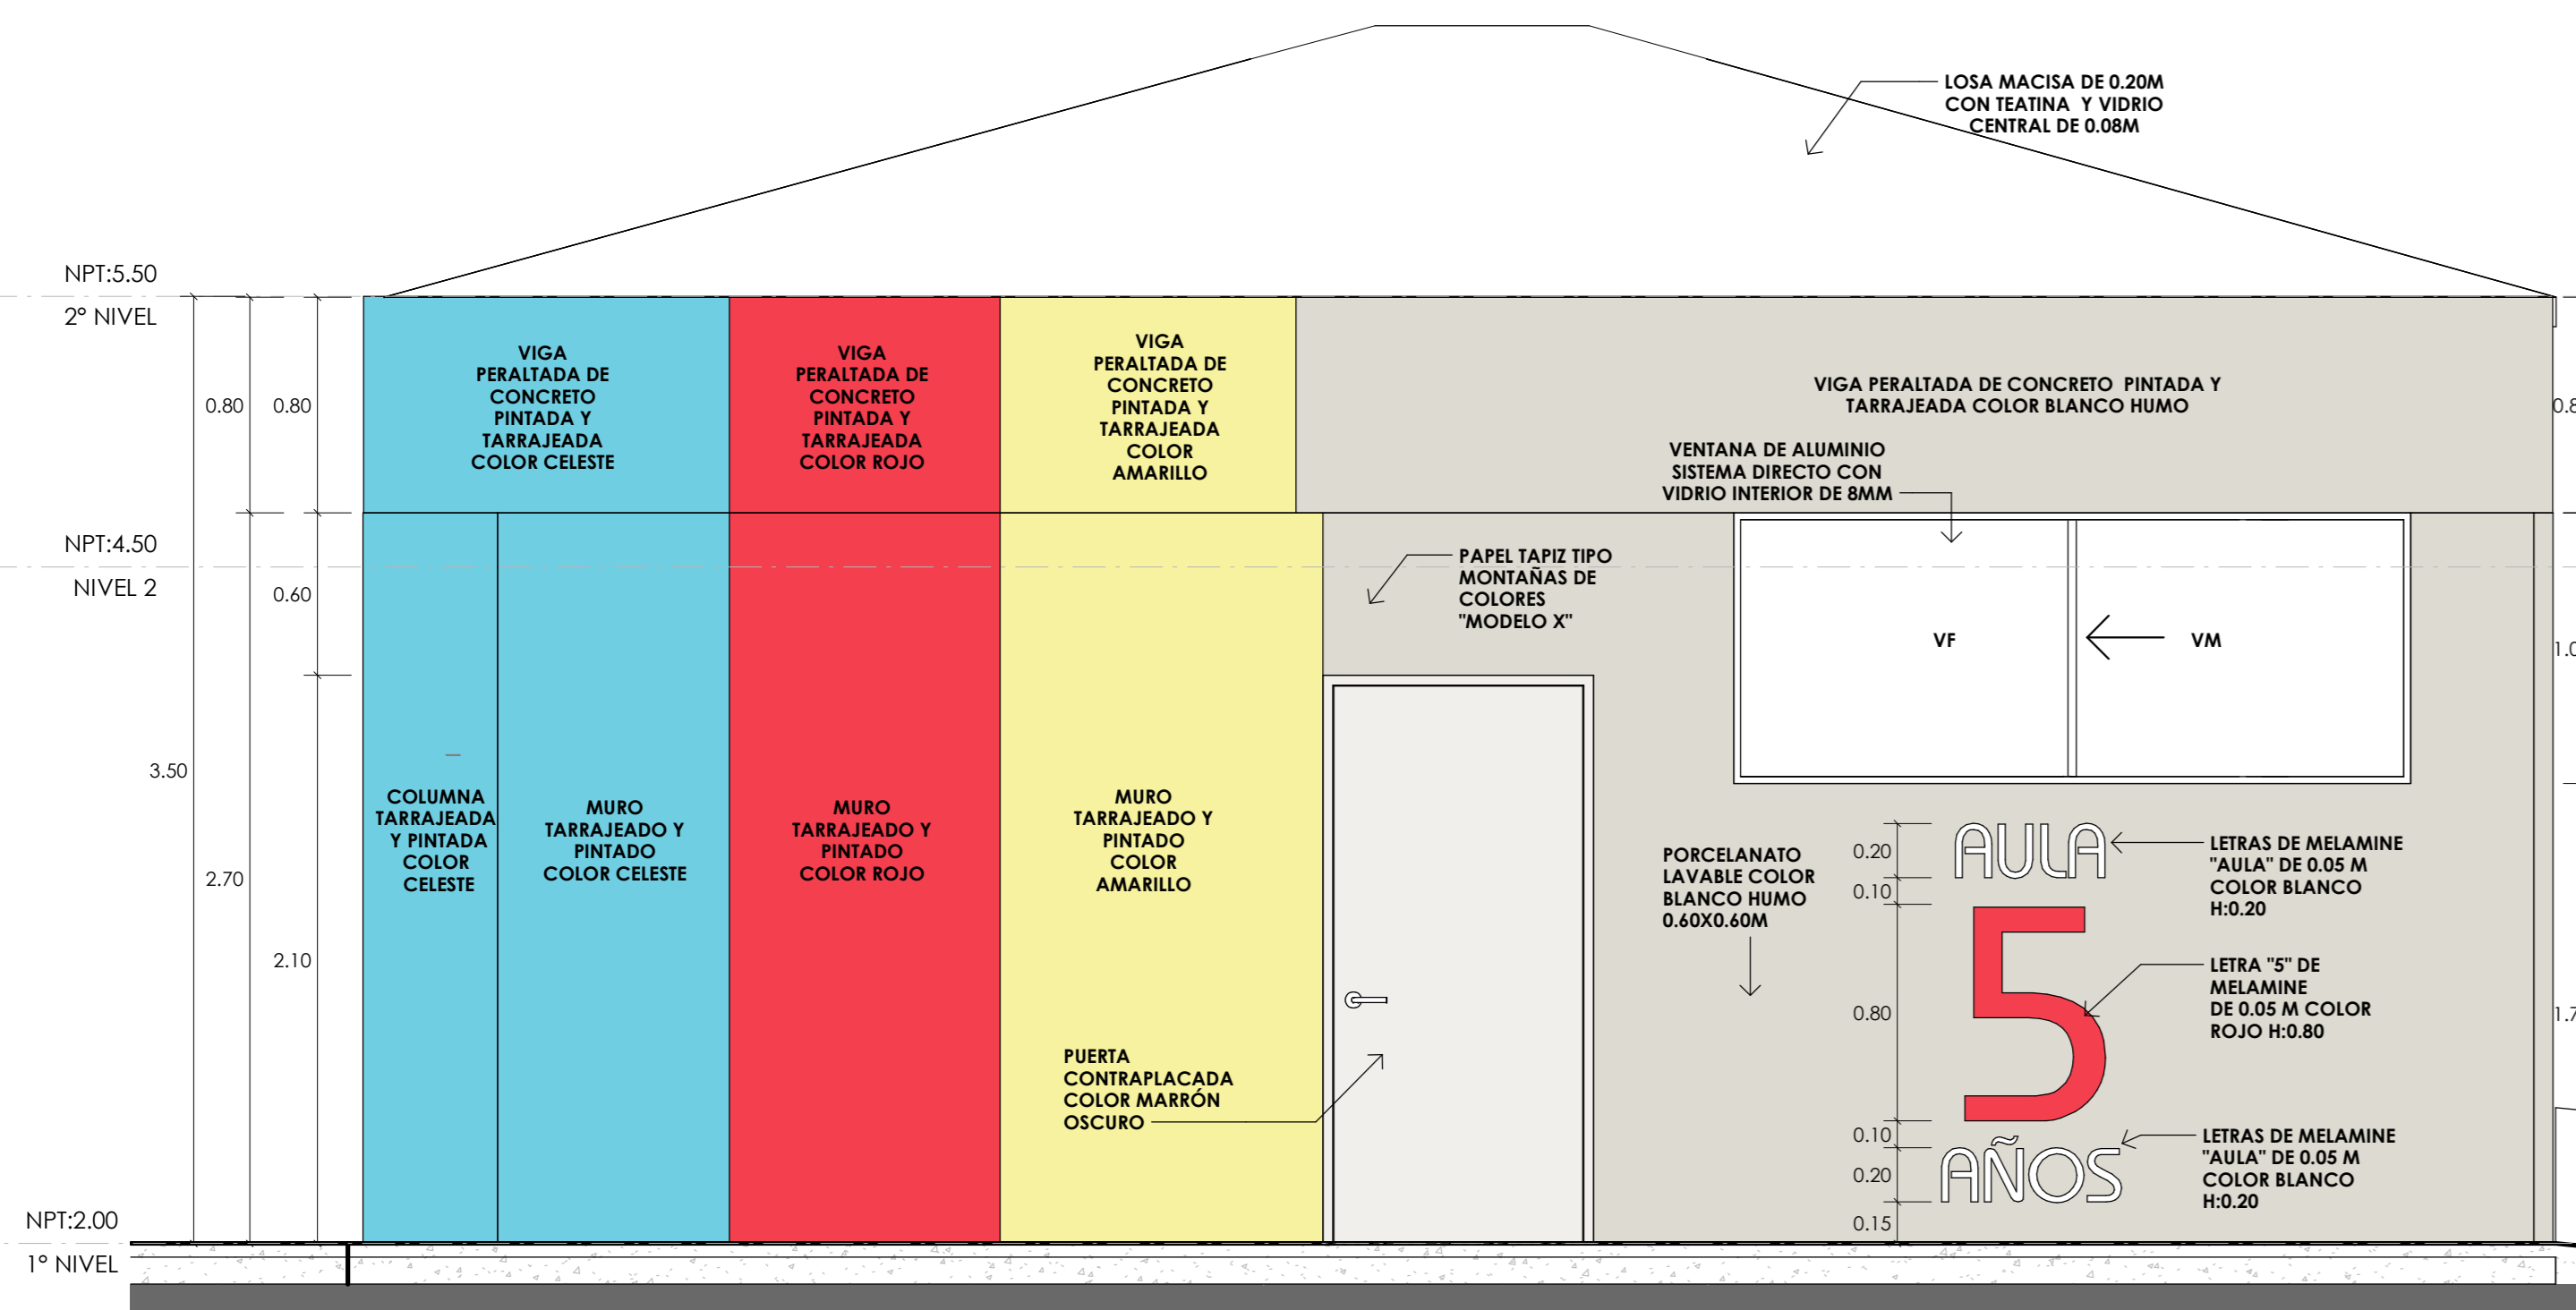 LOSA MACISA DE 0.20M
CON TEATINA Y VIDRIO
CENTRAL DE 0.08M
NPT:5.50
2° NIVEL
0.80
0.80
VIGA
PERALTADA DE
CONCRETO
PINTADA Y
TARRAJEADA
COLOR CELESTE
VIGA
PERALTADA DE
CONCRETO
PINTADA Y
TARRAJEADA
COLOR ROJO
VIGA
PERALTADA DE
CONCRETO
PINTADA Y
TARRAJEADA
COLOR
AMARILLO
VIGA PERALTADA DE CONCRETO PINTADA Y
TARRAJEADA COLOR BLANCO HUMO
VENTANA DE ALUMINIO
SISTEMA DIRECTO CON
VIDRIO INTERIOR DE 8MM
NPT:4.50
NIVEL 2
0.60
PAPEL TAPIZ TIPO
MONTAÑAS DE
COLORES
"MODELO X"
VF
VM
3.50
2.70
2.10
COLUMNA
TARRAJEADA
Y PINTADA
COLOR
CELESTE
MURO
TARRAJEADO Y
PINTADO
COLOR CELESTE
MURO
TARRAJEADO Y
PINTADO
COLOR ROJO
MURO
TARRAJEADO Y
PINTADO
COLOR
AMARILLO
PUERTA
CONTRAPLACADA
COLOR MARRÓN
OSCURO
PORCELANATO
LAVABLE COLOR
BLANCO HUMO
0.60X0.60M
0.20
0.10
0.80
0.10
0.20
0.15
AULA
5
AÑOS
LETRAS DE MELAMINE
"AULA" DE 0.05 M
COLOR BLANCO
H:0.20
LETRA "5" DE
MELAMINE
DE 0.05 M COLOR
ROJO H:0.80
LETRAS DE MELAMINE
"AULA" DE 0.05 M
COLOR BLANCO
H:0.20
NPT:2.00
1° NIVEL